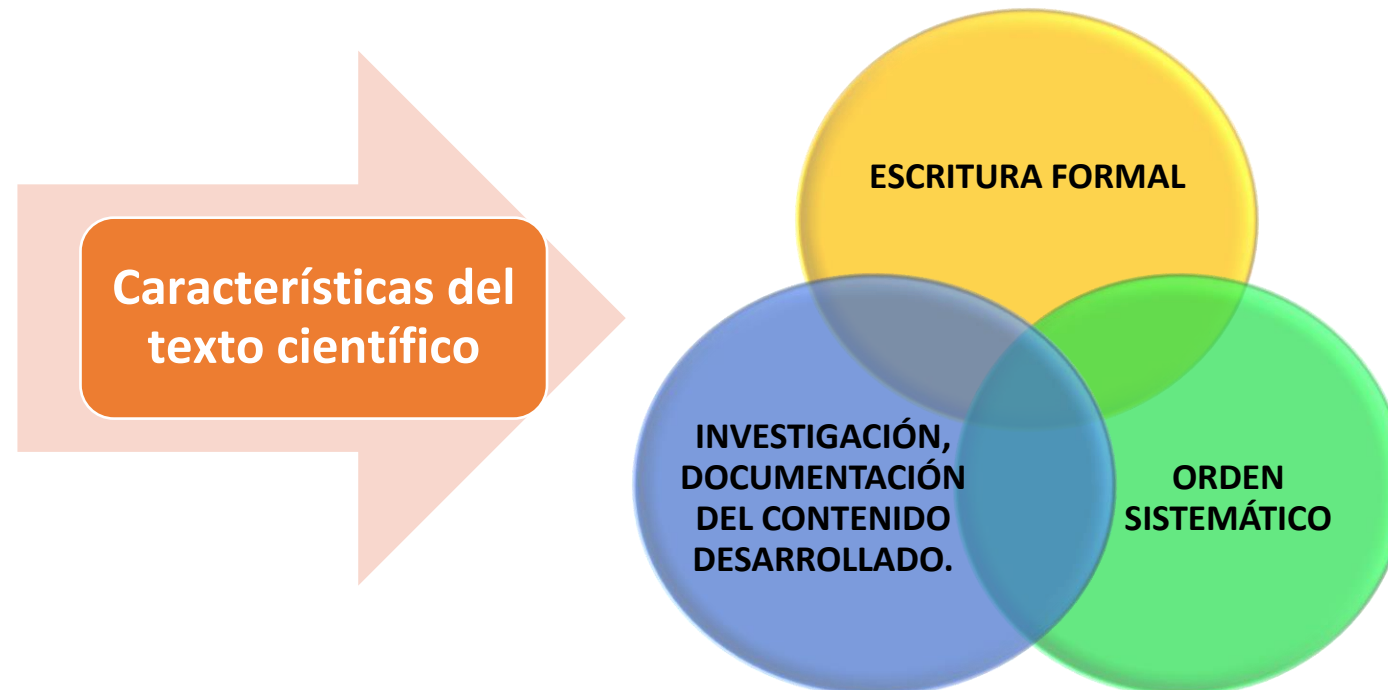 Características del
texto científico
ESCRITURA FORMAL
INVESTIGACIÓN,
DOCUMENTACIÓN
DEL CONTENIDO
DESARROLLADO.
ORDEN
SISTEMÁTICO